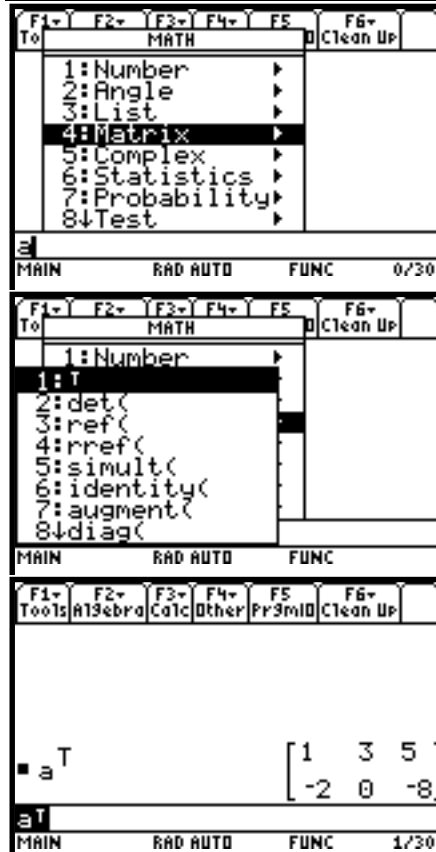 F1▾ F2▾ F3▾ F4▾ F5 F6▾
To MATH O Clean Up
1:Number ▸
2:Angle ▸
3:List ▸
4:Matrix ▸
5:Complex ▸
6:Statistics ▸
7:Probability▸
8↓Test ▸
a
MAIN RAD AUTO FUNC 0/30
F1▾ F2▾ F3▾ F4▾ F5 F6▾
To MATH O Clean Up
1:Number ▸
1:ᵀ
2:det(
3:ref(
4:rref(
5:simult(
6:identity(
7:augment(
8↓diag(
MAIN RAD AUTO FUNC
F1▾ F2▾ F3▾ F4▾ F5 F6▾
Tools Algebra Calc Other PrgmIO Clean Up
1 3 5
▪ aᵀ
-2 0 -8
aᵀ
MAIN RAD AUTO FUNC 1/30